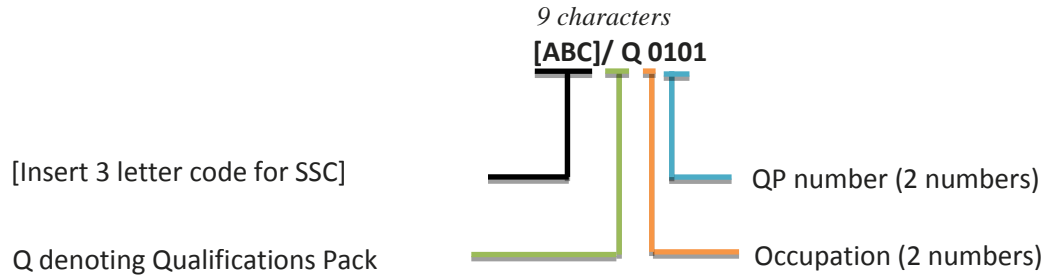 9 characters
[ABC]/ Q 0101
[Insert 3 letter code for SSC]
QP number (2 numbers)
Q denoting Qualifications Pack
Occupation (2 numbers)